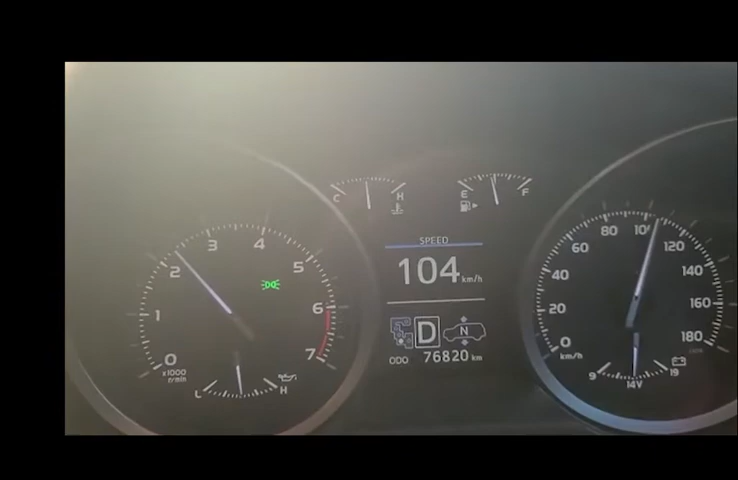 C H
E F
SPEED
104 km/h
D N
ODO 76820 km
0 1 2 3 4 5 6 7
x1000 r/min
L H
0 20 40 60 80 100 120 140 160 180
km/h
9 14V 19